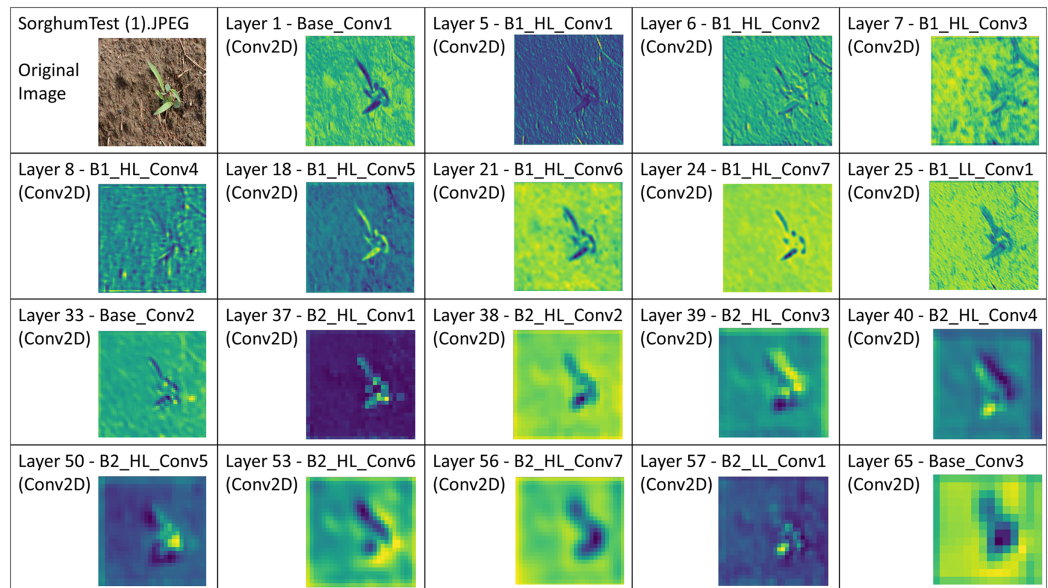 SorghumTest (1).JPEG
Original
Image
Layer 1 - Base_Conv1
(Conv2D)
Layer 5 - B1_HL_Conv1
(Conv2D)
Layer 6 - B1_HL_Conv2
(Conv2D)
Layer 7 - B1_HL_Conv3
(Conv2D)
Layer 8 - B1_HL_Conv4
(Conv2D)
Layer 18 - B1_HL_Conv5
(Conv2D)
Layer 21 - B1_HL_Conv6
(Conv2D)
Layer 24 - B1_HL_Conv7
(Conv2D)
Layer 25 - B1_LL_Conv1
(Conv2D)
Layer 33 - Base_Conv2
(Conv2D)
Layer 37 - B2_HL_Conv1
(Conv2D)
Layer 38 - B2_HL_Conv2
(Conv2D)
Layer 39 - B2_HL_Conv3
(Conv2D)
Layer 40 - B2_HL_Conv4
(Conv2D)
Layer 50 - B2_HL_Conv5
(Conv2D)
Layer 53 - B2_HL_Conv6
(Conv2D)
Layer 56 - B2_HL_Conv7
(Conv2D)
Layer 57 - B2_LL_Conv1
(Conv2D)
Layer 65 - Base_Conv3
(Conv2D)